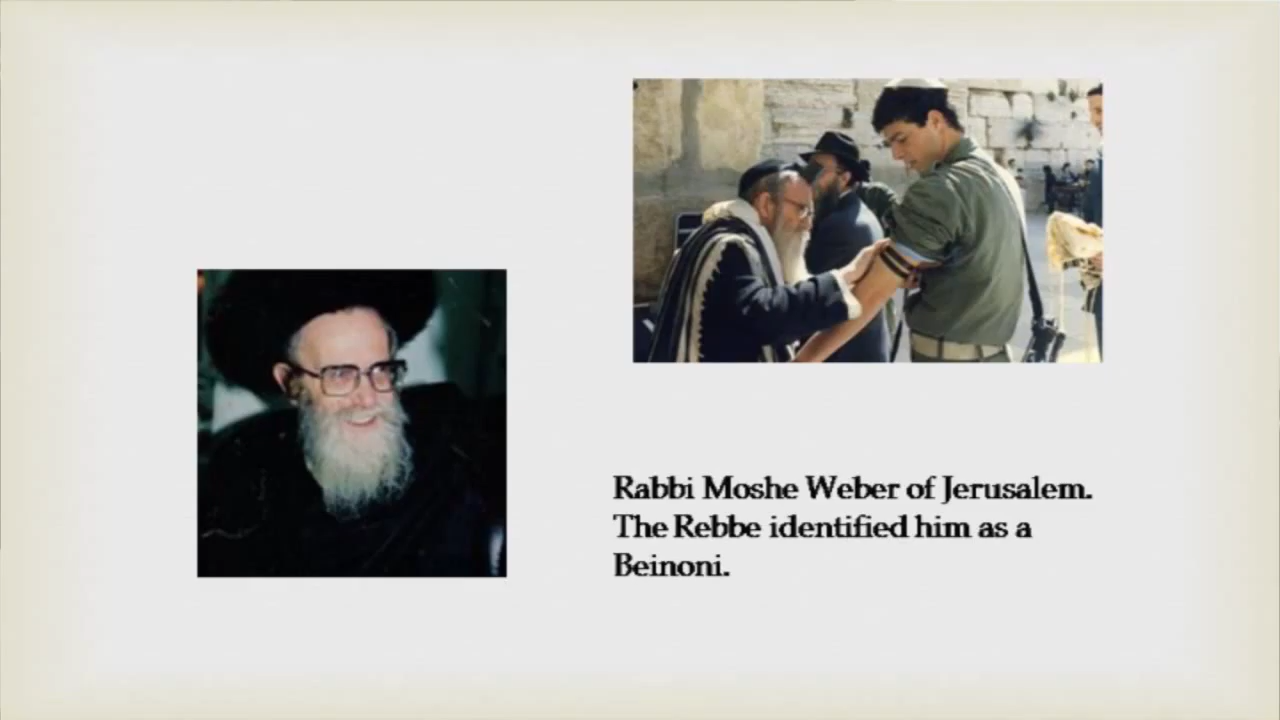 Rabbi Moshe Weber of Jerusalem.
The Rebbe identified him as a
Beinoni.